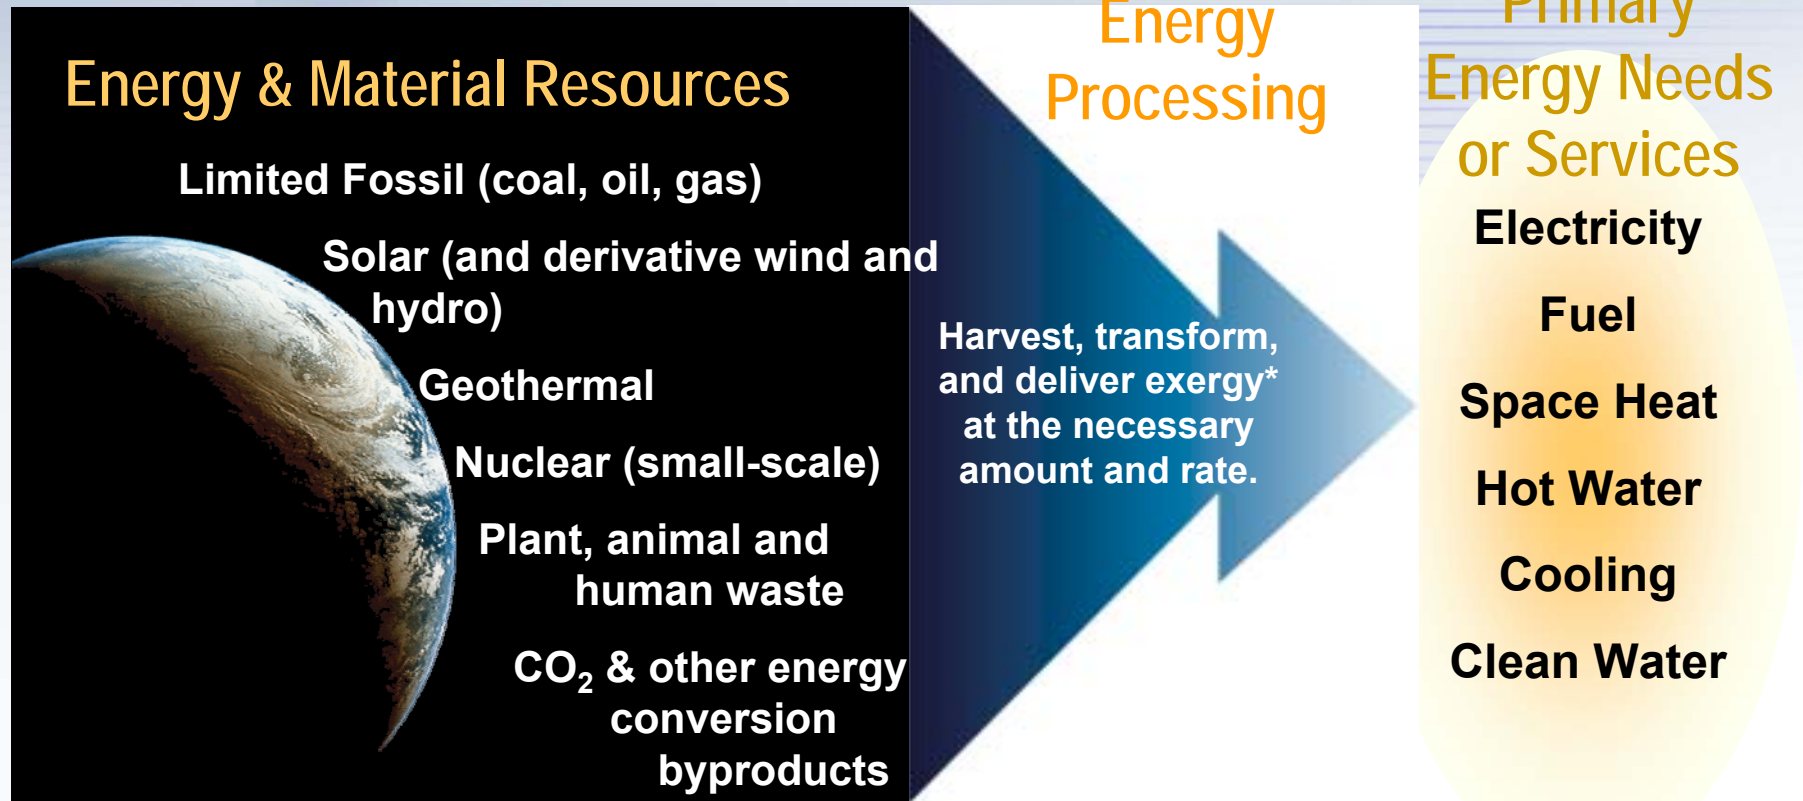 Energy & Material Resources
Limited Fossil (coal, oil, gas)
Solar (and derivative wind and
hydro)
Geothermal
Nuclear (small-scale)
Plant, animal and
human waste
CO₂ & other energy
conversion
byproducts
Energy
Processing
Harvest, transform,
and deliver exergy*
at the necessary
amount and rate.
Primary
Energy Needs
or Services
Electricity
Fuel
Space Heat
Hot Water
Cooling
Clean Water